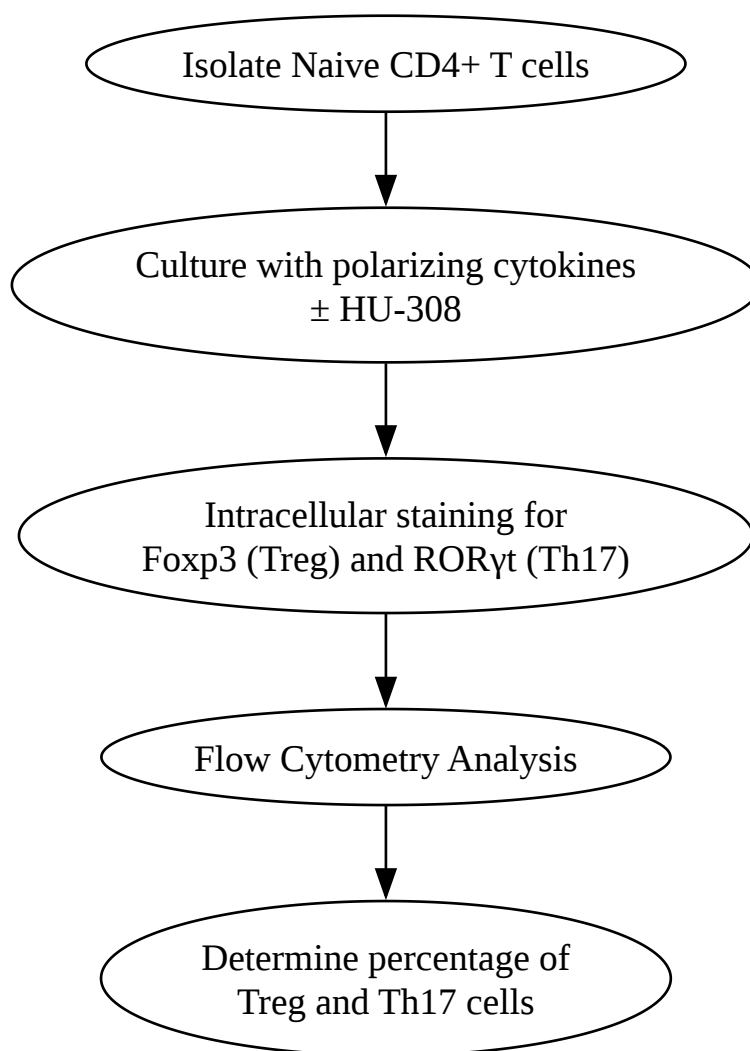 Isolate Naive CD4+ T cells
Culture with polarizing cytokines
± HU-308
Intracellular staining for
Foxp3 (Treg) and RORγt (Th17)
Flow Cytometry Analysis
Determine percentage of
Treg and Th17 cells